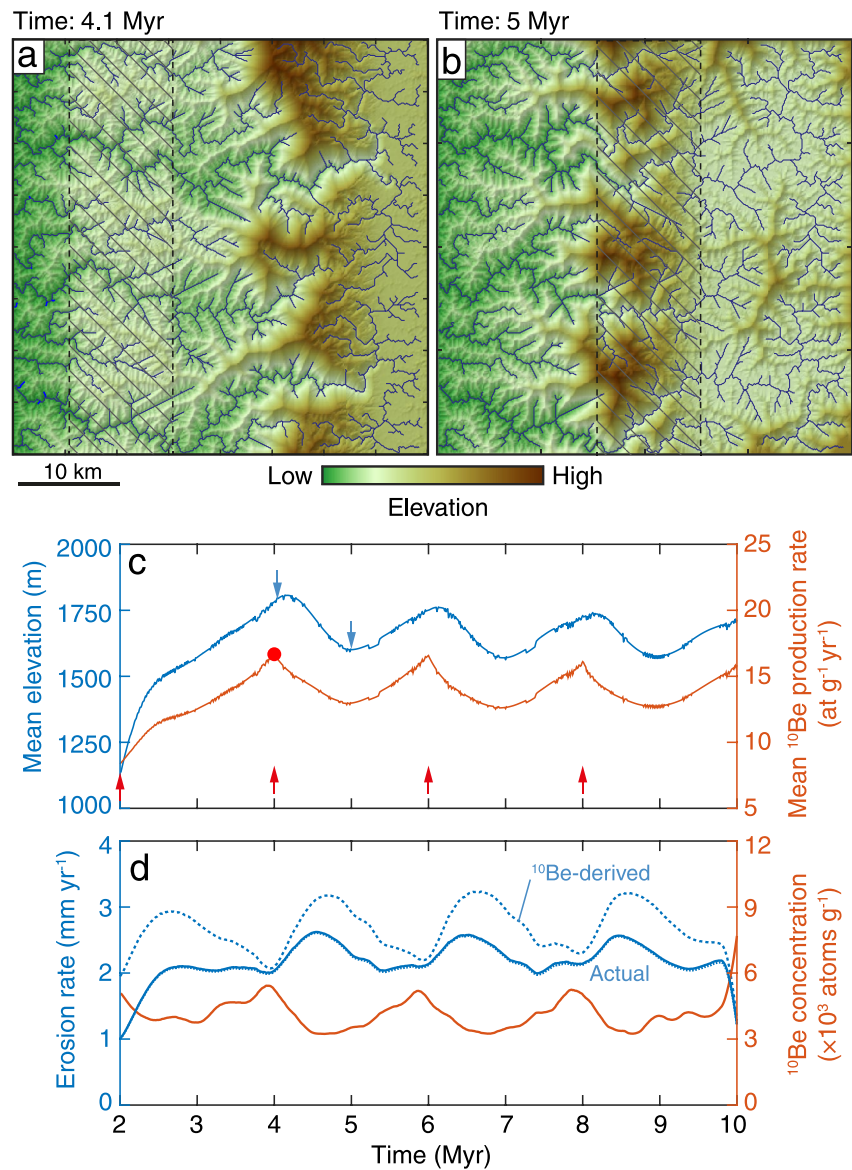 Time: 4.1 Myr
Time: 5 Myr
a
b
10 km
Low
High
Elevation
c
2000
1750
1500
1250
1000
Mean elevation (m)
25
20
15
10
5
Mean ¹⁰Be production rate
(at g⁻¹ yr⁻¹)
d
4
3
2
1
0
Erosion rate (mm yr⁻¹)
¹⁰Be-derived
Actual
12
9
6
3
0
¹⁰Be concentration
(×10³ atoms g⁻¹)
2 3 4 5 6 7 8 9 10
Time (Myr)